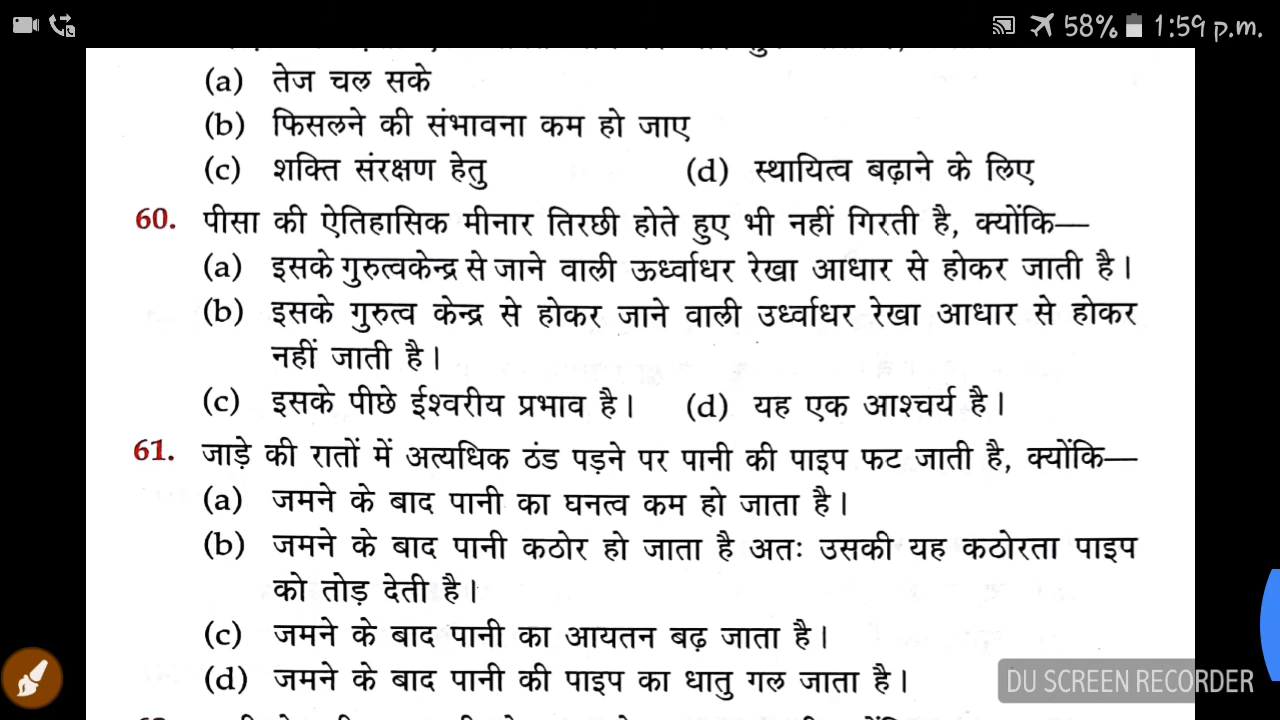 58% 1:59 p.m.
(a) तेज चल सके
(b) फिसलने की संभावना कम हो जाए
(c) शक्ति संरक्षण हेतु (d) स्थायित्व बढ़ाने के लिए
60. पीसा की ऐतिहासिक मीनार तिरछी होते हुए भी नहीं गिरती है, क्योंकि—
(a) इसके गुरुत्वकेन्द्र से जाने वाली ऊर्ध्वाधर रेखा आधार से होकर जाती है।
(b) इसके गुरुत्व केन्द्र से होकर जाने वाली उर्ध्वाधर रेखा आधार से होकर
नहीं जाती है।
(c) इसके पीछे ईश्वरीय प्रभाव है। (d) यह एक आश्चर्य है।
61. जाड़े की रातों में अत्यधिक ठंड पड़ने पर पानी की पाइप फट जाती है, क्योंकि—
(a) जमने के बाद पानी का घनत्व कम हो जाता है।
(b) जमने के बाद पानी कठोर हो जाता है अतः उसकी यह कठोरता पाइप
को तोड़ देती है।
(c) जमने के बाद पानी का आयतन बढ़ जाता है।
(d) जमने के बाद पानी की पाइप का धातु गल जाता है।
DU SCREEN RECORDER